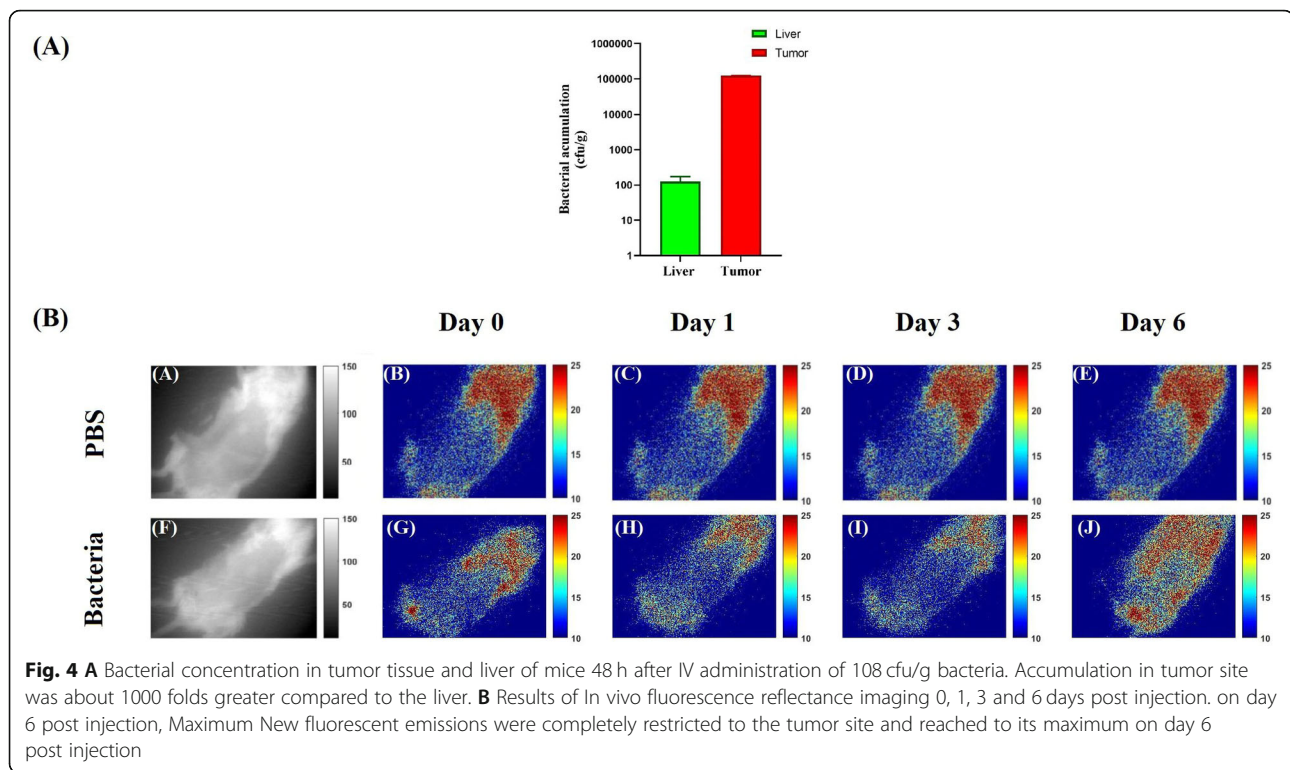 (A)
Liver
Tumor
Bacterial acumulation
(cfu/g)
1000000
100000
10000
1000
100
10
1
Liver
Tumor
(B)
Day 0
Day 1
Day 3
Day 6
PBS
(A)
150
100
50
(B)
25
20
15
10
(C)
25
20
15
10
(D)
25
20
15
10
(E)
25
20
15
10
Bacteria
(F)
150
100
50
(G)
25
20
15
10
(H)
25
20
15
10
(I)
25
20
15
10
(J)
25
20
15
10
Fig. 4 A Bacterial concentration in tumor tissue and liver of mice 48 h after IV administration of 108 cfu/g bacteria. Accumulation in tumor site
was about 1000 folds greater compared to the liver. B Results of In vivo fluorescence reflectance imaging 0, 1, 3 and 6 days post injection. on day
6 post injection, Maximum New fluorescent emissions were completely restricted to the tumor site and reached to its maximum on day 6
post injection